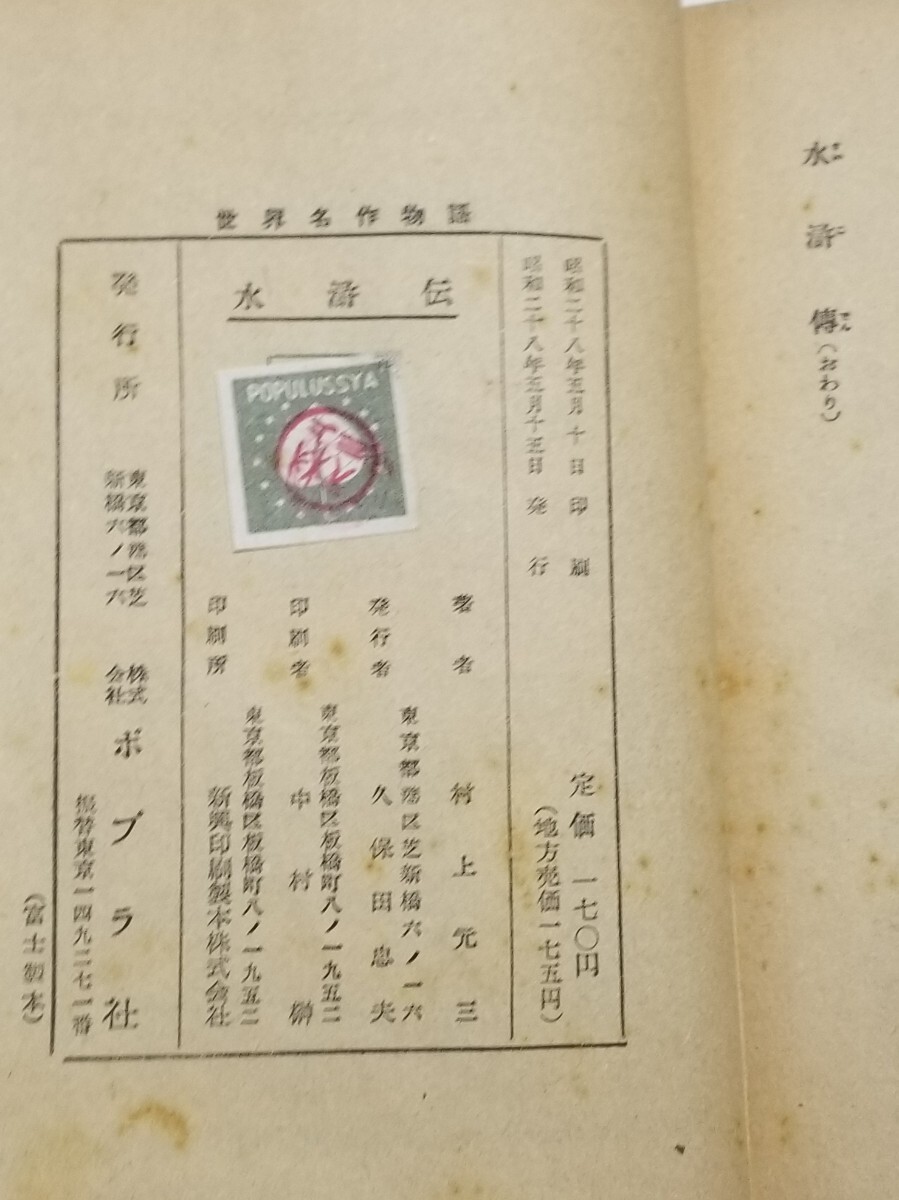 水滸傳(おわり)
すいこでん
世界名作物語
昭和二十八年五月十日 印刷
昭和二十八年五月十五日 発行
定価 一七〇円
(地方売価一七五円)
水滸伝
POPULUSSYA
著者 村上元三
東京都港区芝新橋六ノ一六
発行者 久保田忠夫
東京都板橋区板橋町八ノ一九五二
印刷者 中村榊
東京都板橋区板橋町八ノ一九五二
印刷所 新興印刷製本株式会社
発行所
東京都港区芝
新橋六ノ一六
株式会社 ポプラ社
振替東京一四九二七一番
(富士製本)